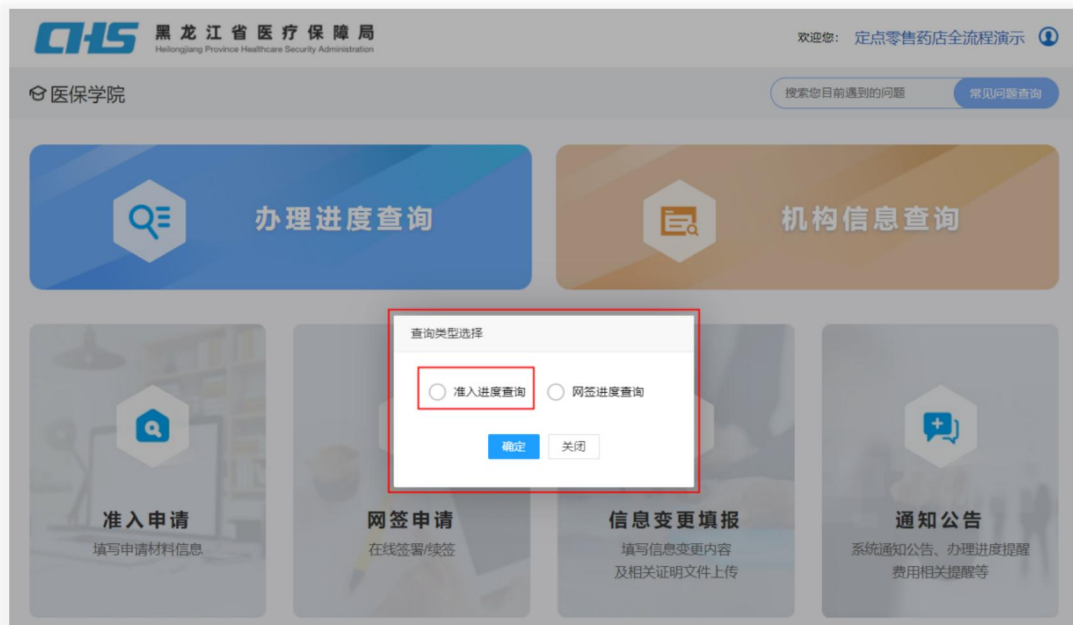 CHS
黑龙江省医疗保障局
Heilongjiang Province Healthcare Security Administration
欢迎您： 定点零售药店全流程演示
医保学院
搜索您目前遇到的问题
常见问题查询
办理进度查询
机构信息查询
查询类型选择
准入进度查询
网签进度查询
确定
关闭
准入申请
填写申请材料信息
网签申请
在线签署/续签
信息变更填报
填写信息变更内容
及相关证明文件上传
通知公告
系统通知公告、办理进度提醒
费用相关提醒等